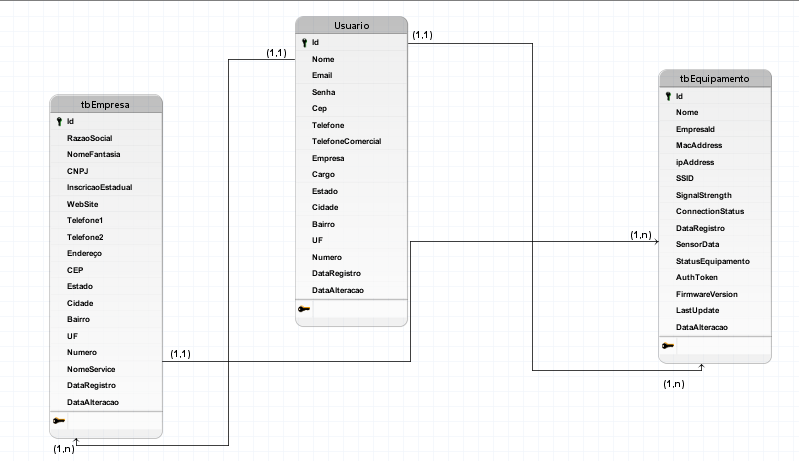 Usuario
Id
Nome
Email
Senha
Cep
Telefone
TelefoneComercial
Empresa
Cargo
Estado
Cidade
Bairro
UF
Numero
DataRegistro
DataAlteracao
(1,1)
(1,1)
tbEmpresa
Id
RazaoSocial
NomeFantasia
CNPJ
InscricaoEstadual
WebSite
Telefone1
Telefone2
Endereço
CEP
Estado
Cidade
Bairro
UF
Numero
NomeService
DataRegistro
DataAlteracao
(1,1)
(1,n)
tbEquipamento
Id
Nome
EmpresaId
MacAddress
ipAddress
SSID
SignalStrength
ConnectionStatus
DataRegistro
SensorData
StatusEquipamento
AuthToken
FirmwareVersion
LastUpdate
DataAlteracao
(1,n)
(1,n)